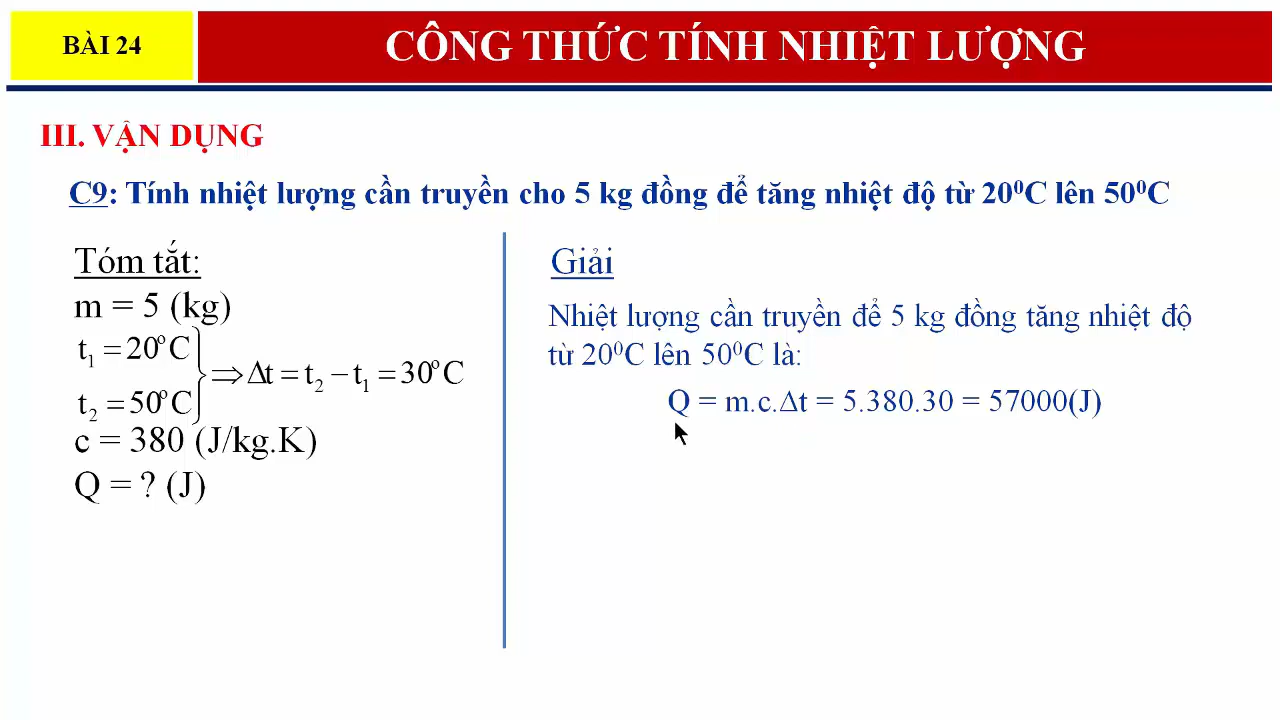 BÀI 24
CÔNG THỨC TÍNH NHIỆT LƯỢNG
III. VẬN DỤNG
C9: Tính nhiệt lượng cần truyền cho 5 kg đồng để tăng nhiệt độ từ 20⁰C lên 50⁰C
Tóm tắt:
m = 5 (kg)
t₁ = 20°C
t₂ = 50°C
⇒ Δt = t₂ − t₁ = 30°C
c = 380 (J/kg.K)
Q = ? (J)
Giải
Nhiệt lượng cần truyền để 5 kg đồng tăng nhiệt độ
từ 20⁰C lên 50⁰C là:
Q = m.c.Δt = 5.380.30 = 57000(J)